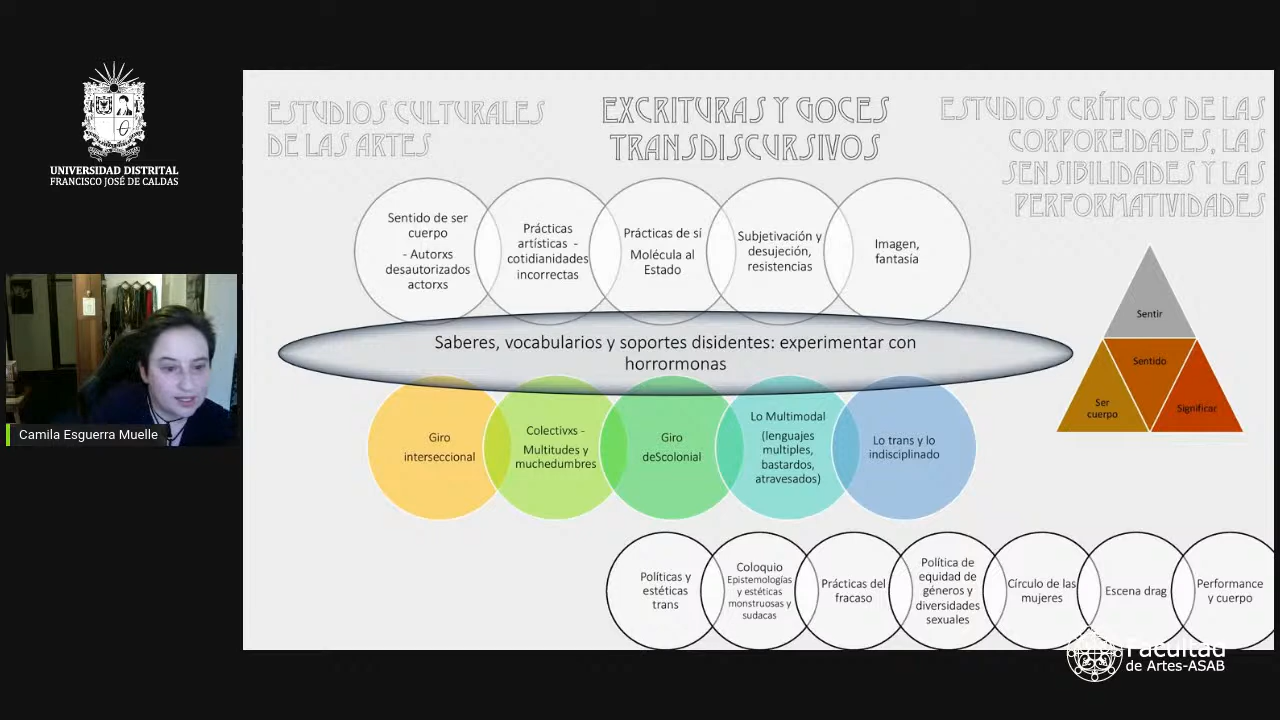 UNIVERSIDAD DISTRITAL
FRANCISCO JOSÉ DE CALDAS
Camila Esguerra Muelle
ESTUDIOS CULTURALES
DE LAS ARTES
EXCRITURAS Y GOCES
TRANSDISCURSIVOS
ESTUDIOS CRÍTICOS DE LAS
CORPOREIDADES, LAS
SENSIBILIDADES Y LAS
PERFORMATIVIDADES
Sentido de ser
cuerpo
- Autorxs
desautorizados
actorxs
Prácticas
artísticas -
cotidianidades
incorrectas
Prácticas de sí
Molécula al
Estado
Subjetivación y
desujeción,
resistencias
Imagen,
fantasía
Saberes, vocabularios y soportes disidentes: experimentar con
horrormonas
Giro
interseccional
Colectivxs -
Multitudes y
muchedumbres
Giro
deScolonial
Lo Multimodal
(lenguajes
multiples,
bastardos,
atravesados)
Lo trans y lo
indisciplinado
Sentir
Sentido
Ser
cuerpo
Significar
Políticas y
estéticas
trans
Coloquio
Epistemologías
y estéticas
monstruosas y
sudacas
Prácticas del
fracaso
Política de
equidad de
géneros y
diversidades
sexuales
Círculo de las
mujeres
Escena drag
Performance
y cuerpo
Facultad
de Artes-ASAB